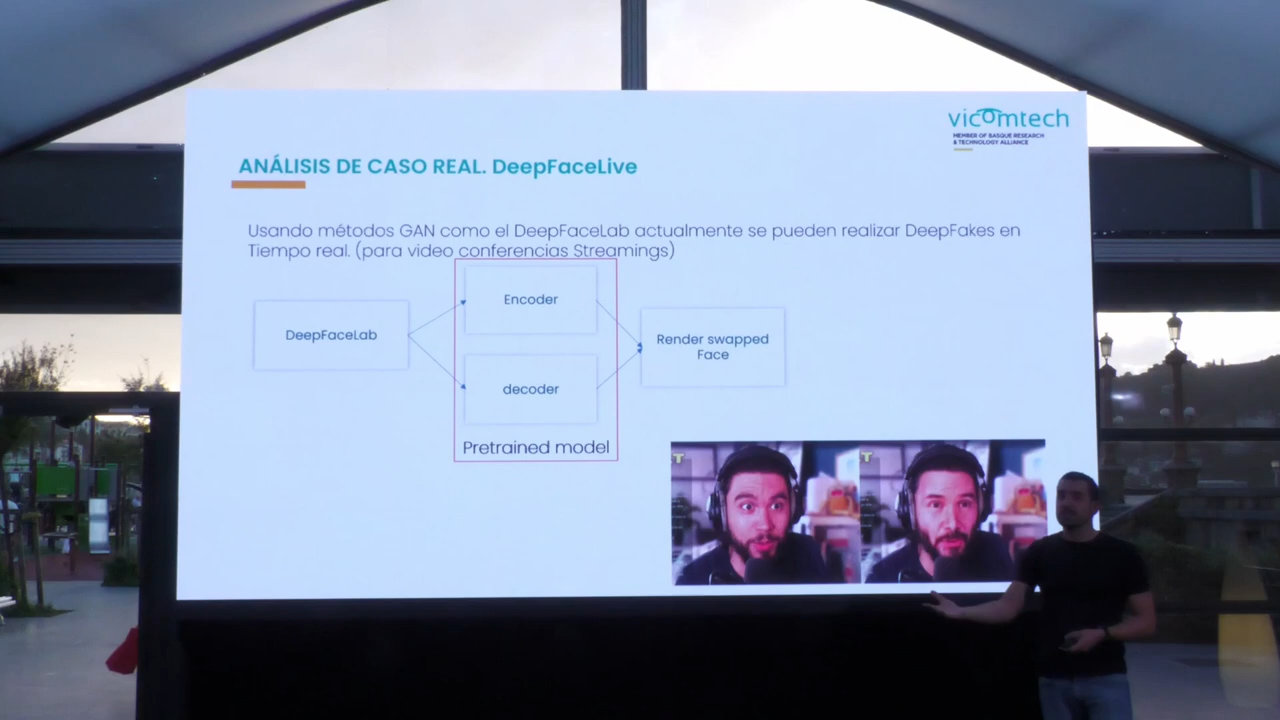 vicomtech
MEMBER OF BASQUE RESEARCH
& TECHNOLOGY ALLIANCE
ANÁLISIS DE CASO REAL. DeepFaceLive
Usando métodos GAN como el DeepFaceLab actualmente se pueden realizar DeepFakes en
Tiempo real. (para video conferencias Streamings)
Encoder
DeepFaceLab
Render swapped
Face
decoder
Pretrained model
T
T